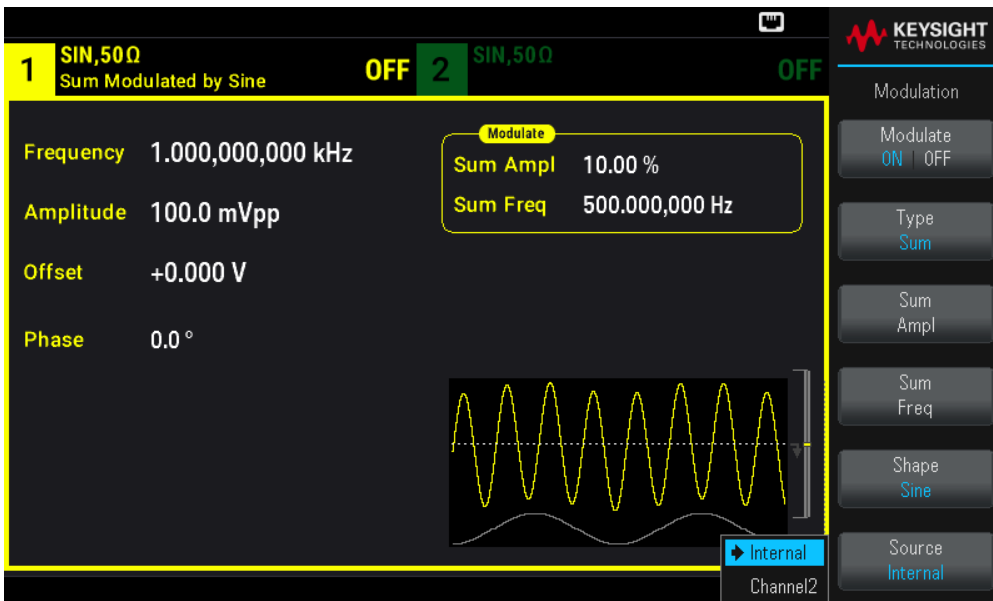 KEYSIGHT
TECHNOLOGIES
1 SIN,50Ω
Sum Modulated by Sine OFF
2 SIN,50Ω
OFF
Modulation
Frequency 1.000,000,000 kHz
Amplitude 100.0 mVpp
Offset +0.000 V
Phase 0.0 °
Modulate
Sum Ampl 10.00 %
Sum Freq 500.000,000 Hz
Modulate
ON | OFF
Type
Sum
Sum
Ampl
Sum
Freq
Shape
Sine
Source
Internal
Internal
Channel2